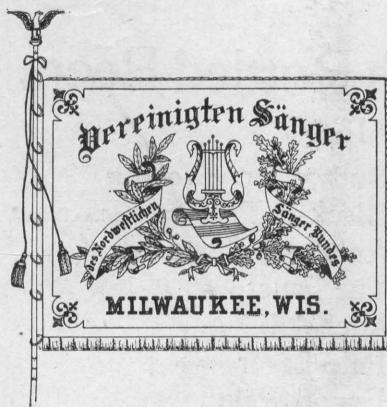 Vereinigten Sänger
des Nordwestlichen
Sänger Bundes
MILWAUKEE, WIS.